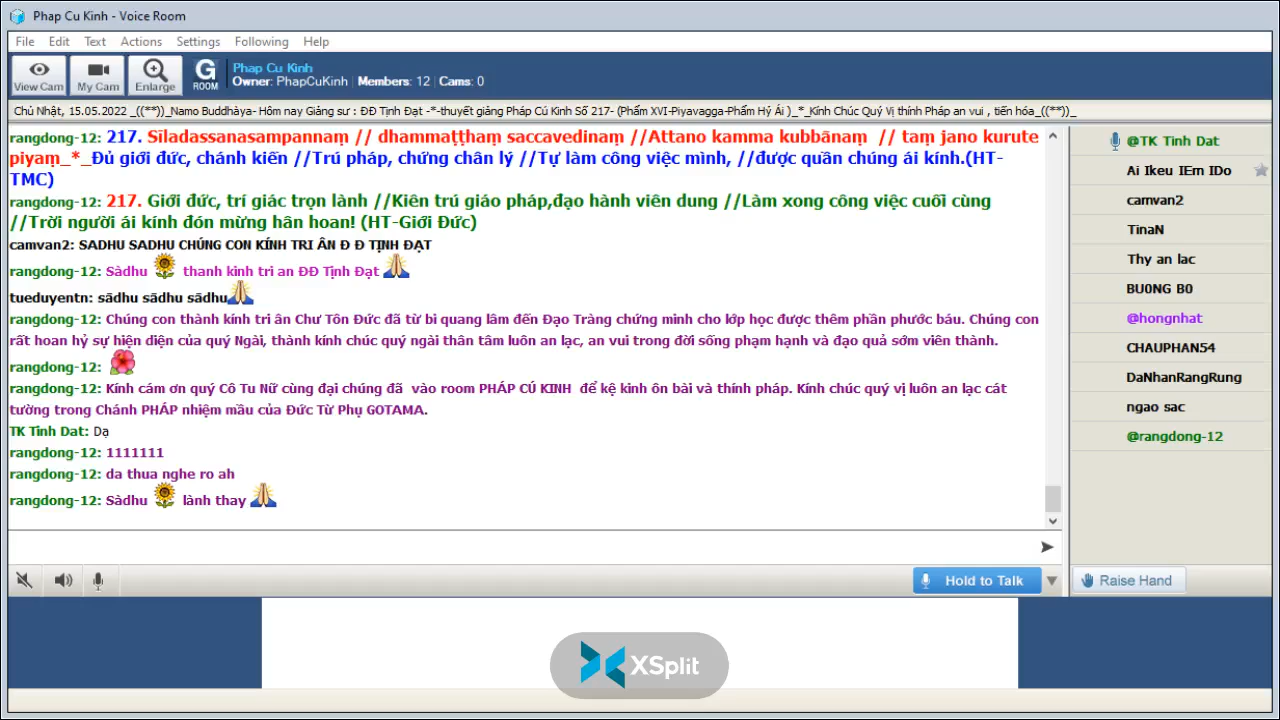 Phap Cu Kinh - Voice Room
File Edit Text Actions Settings Following Help
View Cam My Cam Enlarge G ROOM
Phap Cu Kinh
Owner: PhapCuKinh | Members: 12 | Cams: 0
Chủ Nhật, 15.05.2022 _((**))_Namo Buddhàya- Hôm nay Giảng sư : ĐĐ Tịnh Đạt -*-thuyết giảng Pháp Cú Kinh Số 217- (Phẩm XVI-Piyavagga-Phẩm Hỷ Ái )_*_Kính Chúc Quý Vị thính Pháp an vui , tiến hóa_((**))_
rangdong-12: 217. Sīladassanasampannaṃ // dhammaṭṭhaṃ saccavedinaṃ //Attano kamma kubbānaṃ // taṃ jano kurute
piyaṃ_*_Đủ giới đức, chánh kiến //Trú pháp, chứng chân lý //Tự làm công việc mình, //được quần chúng ái kính.(HT-
TMC)
rangdong-12: 217. Giới đức, trí giác trọn lành //Kiên trú giáo pháp,đạo hành viên dung //Làm xong công việc cuối cùng
//Trời người ái kính đón mừng hân hoan! (HT-Giới Đức)
camvan2: SADHU SADHU CHÚNG CON KÍNH TRI ÂN Đ Đ TỊNH ĐẠT
rangdong-12: Sàdhu thanh kinh tri an ĐĐ Tịnh Đạt
tueduyentn: sādhu sādhu sādhu
rangdong-12: Chúng con thành kính tri ân Chư Tôn Đức đã từ bi quang lâm đến Đạo Tràng chứng minh cho lớp học được thêm phần phước báu. Chúng con
rất hoan hỷ sự hiện diện của quý Ngài, thành kính chúc quý ngài thân tâm luôn an lạc, an vui trong đời sống phạm hạnh và đạo quả sớm viên thành.
rangdong-12:
rangdong-12: Kính cám ơn quý Cô Tu Nữ cùng đại chúng đã vào room PHÁP CÚ KINH để kệ kinh ôn bài và thính pháp. Kính chúc quý vị luôn an lạc cát
tường trong Chánh PHÁP nhiệm mầu của Đức Từ Phụ GOTAMA.
TK Tinh Dat: Dạ
rangdong-12: 1111111
rangdong-12: da thua nghe ro ah
rangdong-12: Sàdhu lành thay
@TK Tinh Dat
Ai Ikeu IEm IDo
camvan2
TinaN
Thy an lac
BU0NG B0
@hongnhat
CHAUPHAN54
DaNhanRangRung
ngao sac
@rangdong-12
Hold to Talk
Raise Hand
XSplit